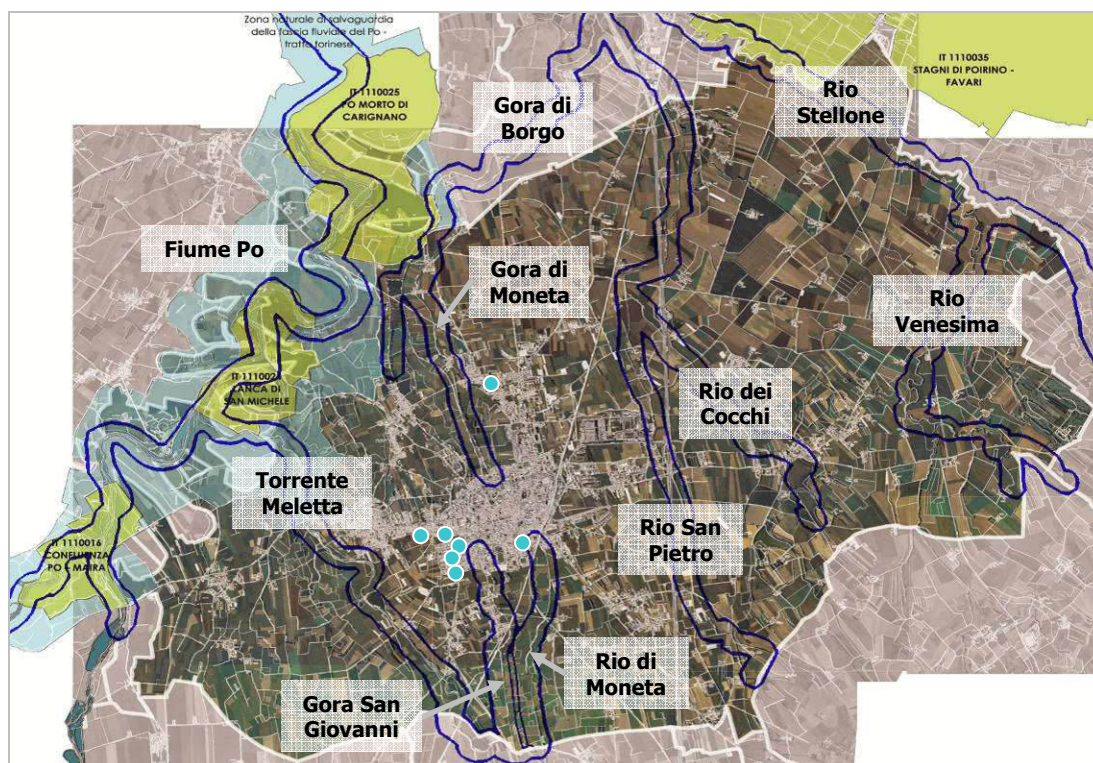 Zona naturale di salvaguardia
della fascia fluviale del Po -
tratto torinese
IT 1110035
STAGNI DI POIRINO -
FAVARI
IT 1110025
PO MORTO DI
CARIGNANO
Gora di
Borgo
Rio
Stellone
Fiume Po
Gora di
Moneta
Rio
Venesima
LANCA DI
SAN MICHELE
Rio dei
Cocchi
Torrente
Meletta
Rio San
Pietro
IT 1110016
CONFLUENZA
PO - MAIRA
Rio di
Moneta
Gora San
Giovanni